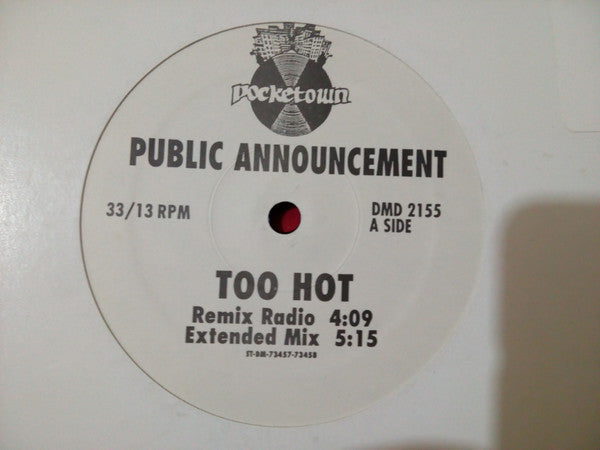 pocketown
PUBLIC ANNOUNCEMENT
33/13 RPM
DMD 2155
A SIDE
TOO HOT
Remix Radio 4:09
Extended Mix 5:15
ST-DM-73457-73458